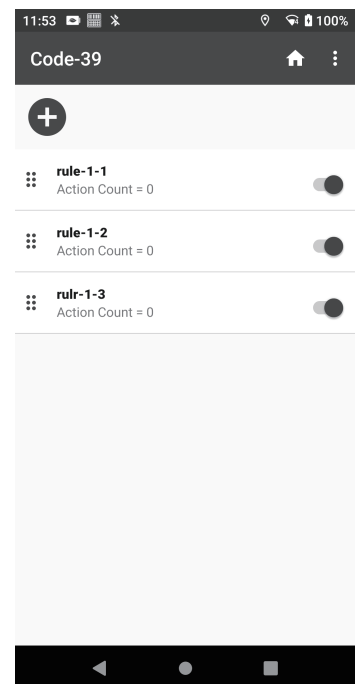 11:53 100%
Code-39
rule-1-1
Action Count = 0
rule-1-2
Action Count = 0
rulr-1-3
Action Count = 0